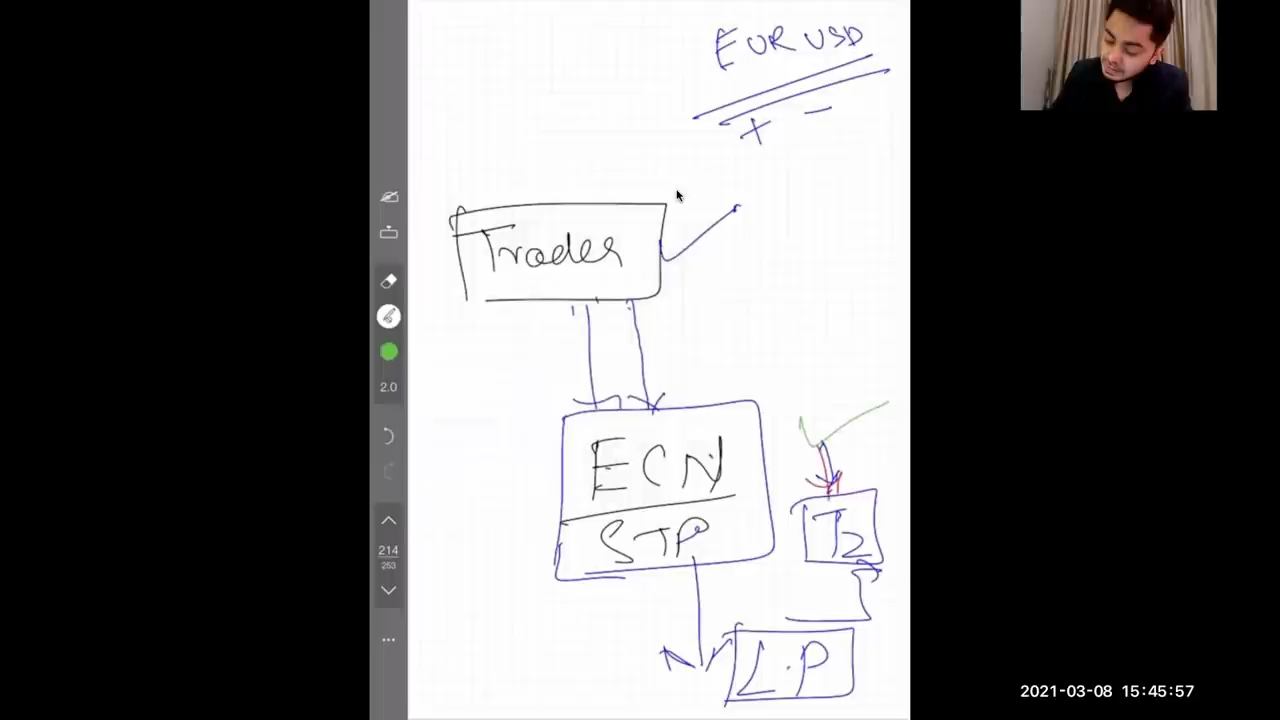 EUR USD
+ -
Trader
ECN
STP
T2
L.P
2.0
214
253
2021-03-08 15:45:57